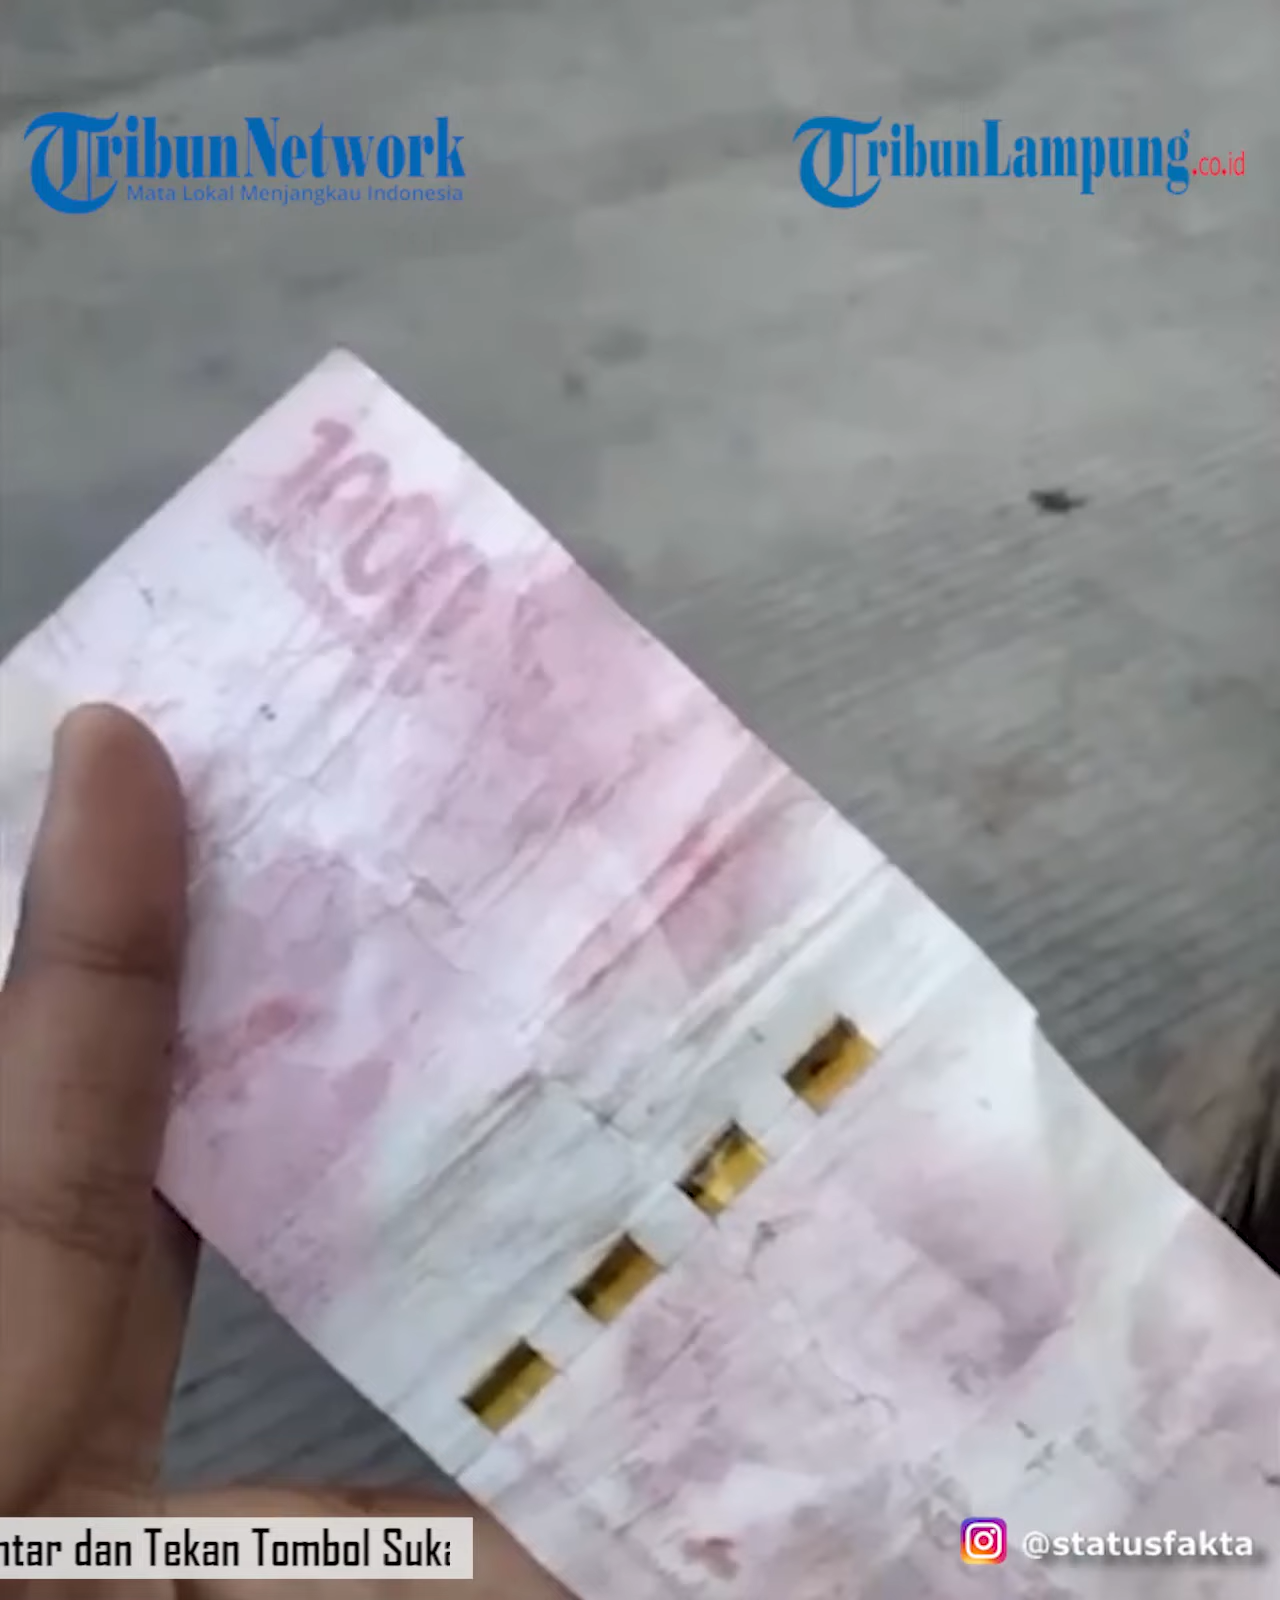 TribunNetwork
Mata Lokal Menjangkau Indonesia
TribunLampung.co.id
100
ntar dan Tekan Tombol Suka
@statusfakta